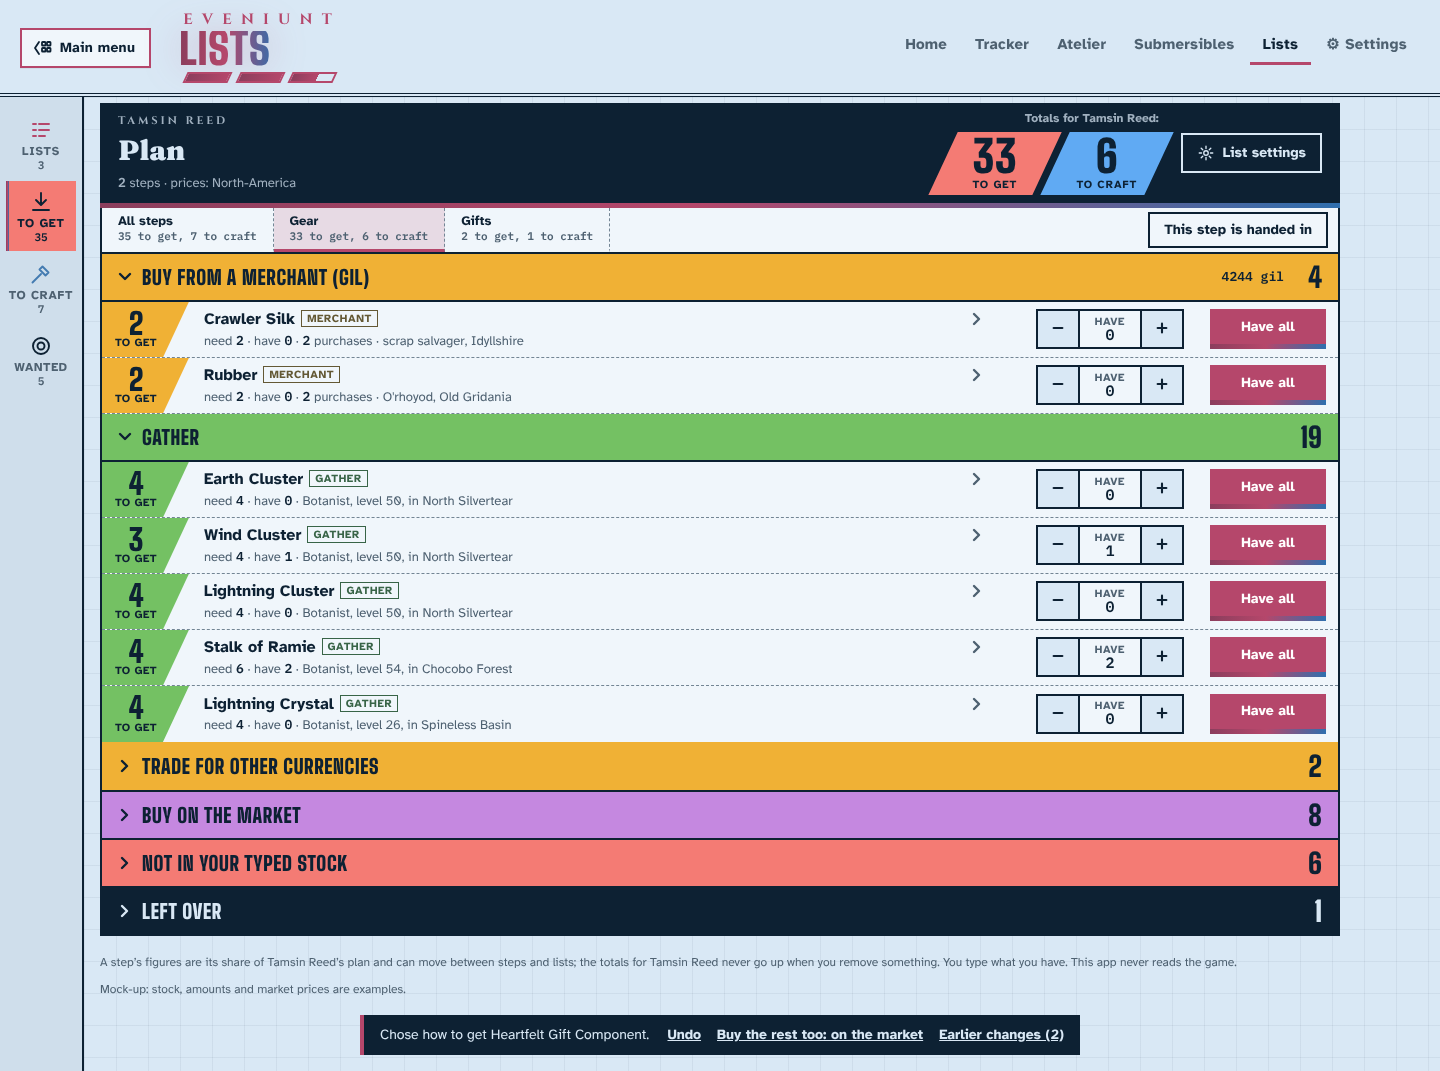 EVENIUNT
LISTS
Main menu
Home
Tracker
Atelier
Submersibles
Lists
⚙ Settings
LISTS
3
TO GET
35
TO CRAFT
7
WANTED
5
TAMSIN REED
Plan
2 steps · prices: North-America
Totals for Tamsin Reed:
33
TO GET
6
TO CRAFT
List settings
All steps
35 to get, 7 to craft
Gear
33 to get, 6 to craft
Gifts
2 to get, 1 to craft
This step is handed in
BUY FROM A MERCHANT (GIL)
4244 gil
4
2
TO GET
Crawler Silk
MERCHANT
need 2 · have 0 · 2 purchases · scrap salvager, Idyllshire
−
HAVE
0
+
Have all
2
TO GET
Rubber
MERCHANT
need 2 · have 0 · 2 purchases · O'rhoyod, Old Gridania
−
HAVE
0
+
Have all
GATHER
19
4
TO GET
Earth Cluster
GATHER
need 4 · have 0 · Botanist, level 50, in North Silvertear
−
HAVE
0
+
Have all
3
TO GET
Wind Cluster
GATHER
need 4 · have 1 · Botanist, level 50, in North Silvertear
−
HAVE
1
+
Have all
4
TO GET
Lightning Cluster
GATHER
need 4 · have 0 · Botanist, level 50, in North Silvertear
−
HAVE
0
+
Have all
4
TO GET
Stalk of Ramie
GATHER
need 6 · have 2 · Botanist, level 54, in Chocobo Forest
−
HAVE
2
+
Have all
4
TO GET
Lightning Crystal
GATHER
need 4 · have 0 · Botanist, level 26, in Spineless Basin
−
HAVE
0
+
Have all
TRADE FOR OTHER CURRENCIES
2
BUY ON THE MARKET
8
NOT IN YOUR TYPED STOCK
6
LEFT OVER
1
A step's figures are its share of Tamsin Reed's plan and can move between steps and lists; the totals for Tamsin Reed never go up when you remove something. You type what you have. This app never reads the game.
Mock-up: stock, amounts and market prices are examples.
Chose how to get Heartfelt Gift Component.
Undo
Buy the rest too: on the market
Earlier changes (2)